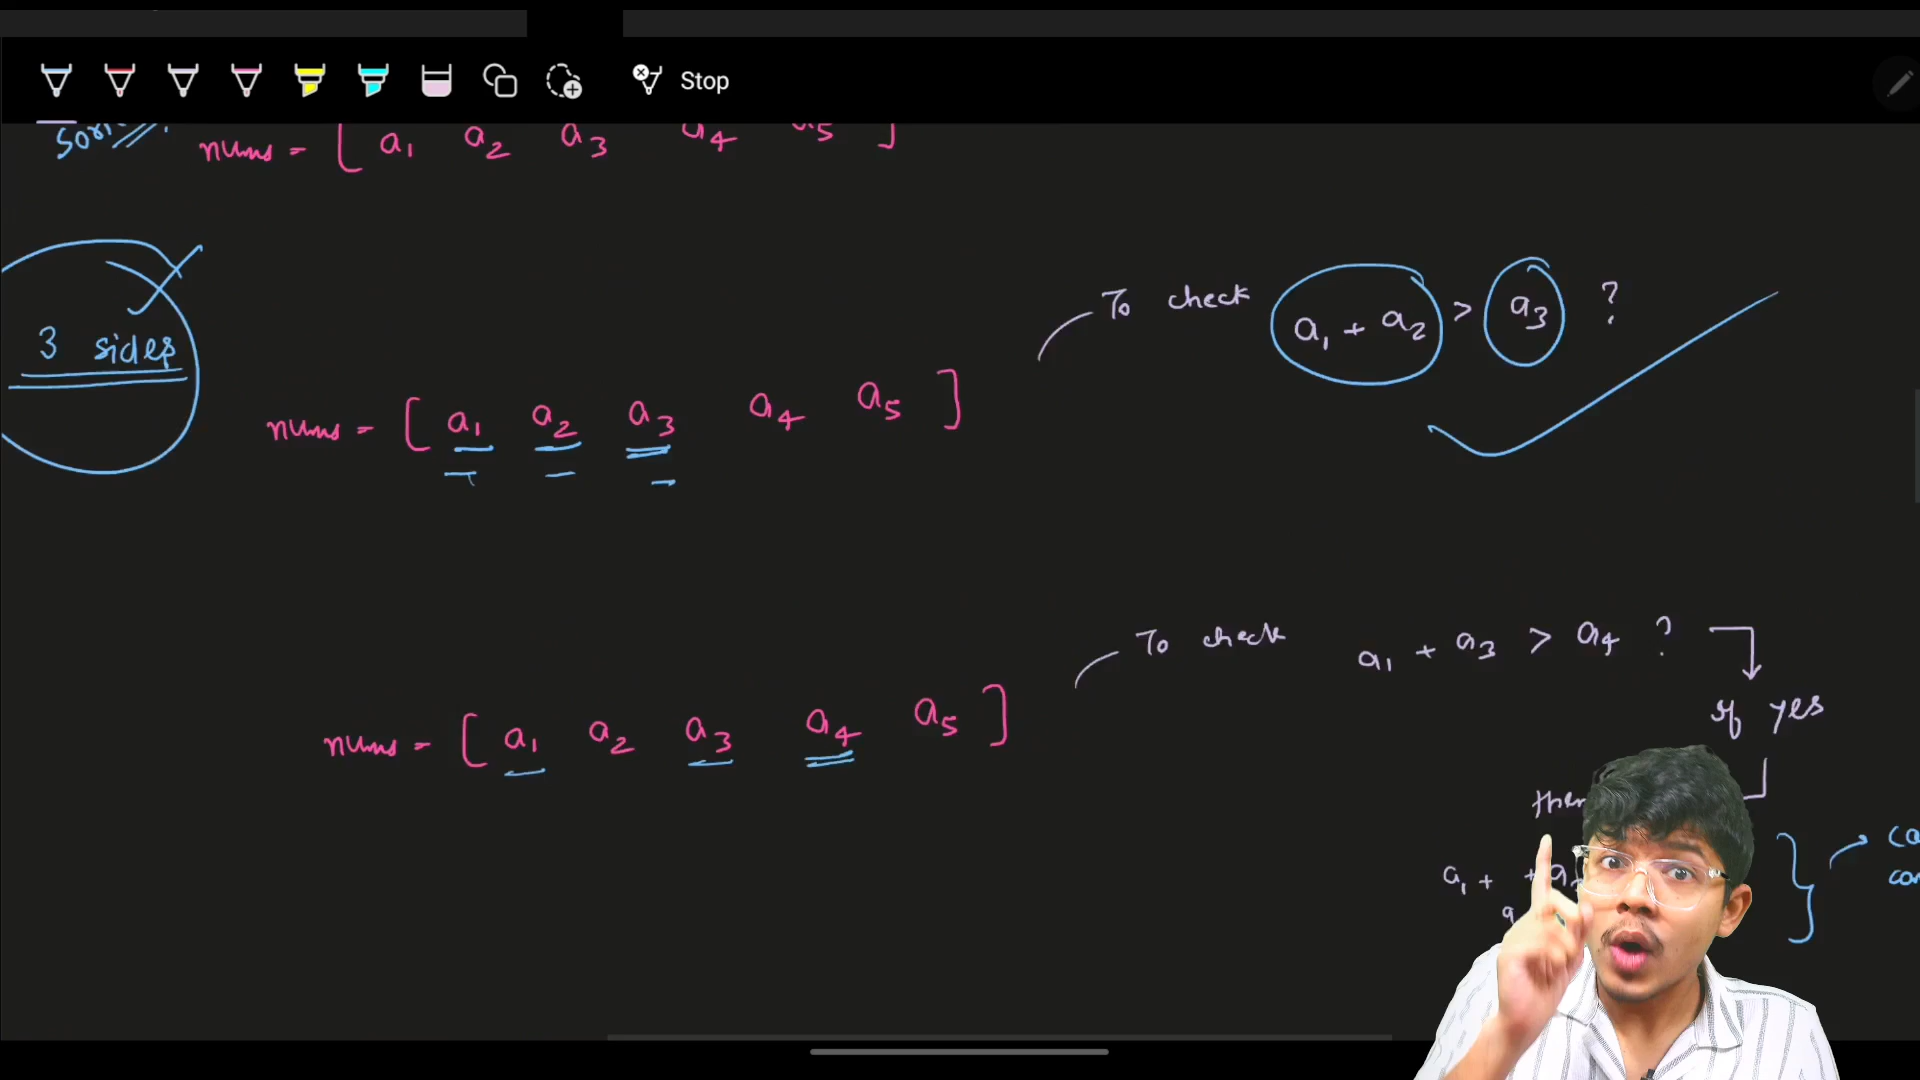 Stop
nums = [ a1 a2 a3 a4 a5 ]
3 sides
To check a1 + a2 > a3 ?
nums = [ a1 a2 a3 a4 a5 ]
To check a1 + a3 > a4 ?
if yes
nums = [ a1 a2 a3 a4 a5 ]
then
a1 +